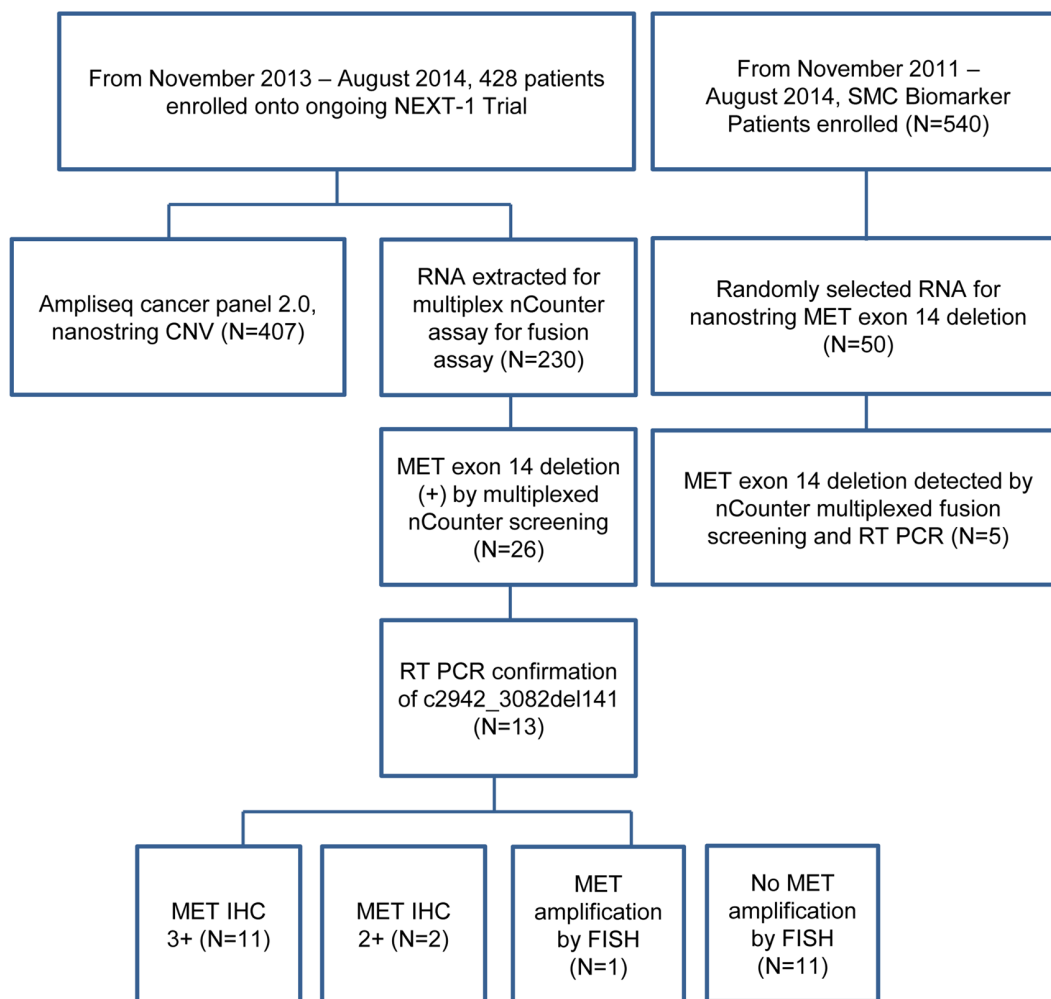 From November 2013 – August 2014, 428 patients
enrolled onto ongoing NEXT-1 Trial
From November 2011 –
August 2014, SMC Biomarker
Patients enrolled (N=540)
Ampliseq cancer panel 2.0,
nanostring CNV (N=407)
RNA extracted for
multiplex nCounter
assay for fusion
assay (N=230)
Randomly selected RNA for
nanostring MET exon 14 deletion
(N=50)
MET exon 14 deletion
(+) by multiplexed
nCounter screening
(N=26)
MET exon 14 deletion detected by
nCounter multiplexed fusion
screening and RT PCR (N=5)
RT PCR confirmation
of c2942_3082del141
(N=13)
MET IHC
3+ (N=11)
MET IHC
2+ (N=2)
MET
amplification
by FISH
(N=1)
No MET
amplification
by FISH
(N=11)